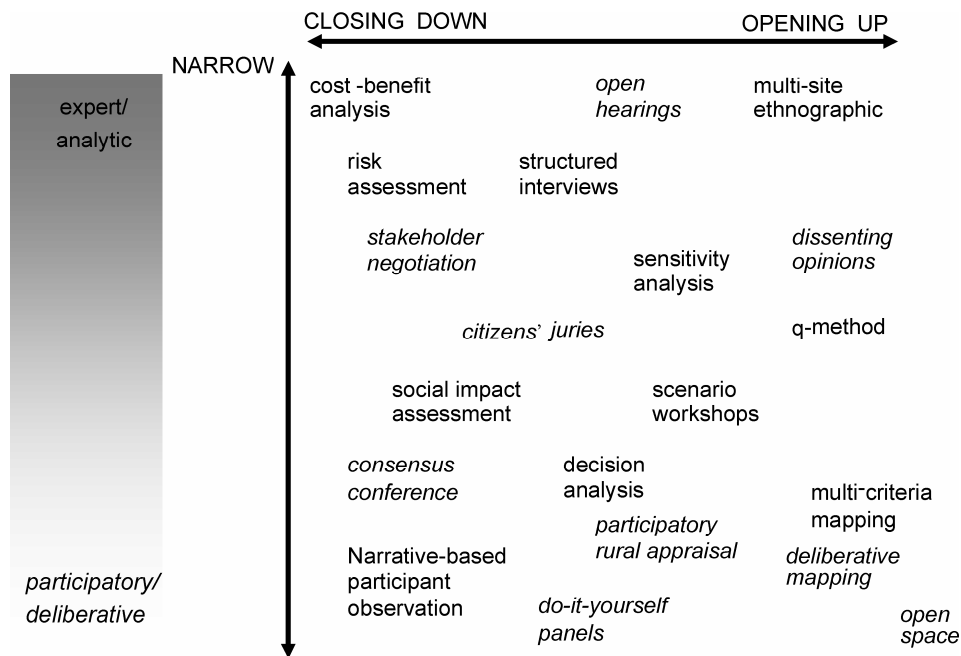 CLOSING DOWN
OPENING UP
NARROW
expert/
analytic
participatory/
deliberative
cost -benefit
analysis
open
hearings
multi-site
ethnographic
risk
assessment
structured
interviews
stakeholder
negotiation
sensitivity
analysis
dissenting
opinions
citizens' juries
q-method
social impact
assessment
scenario
workshops
consensus
conference
decision
analysis
multi-criteria
mapping
participatory
rural appraisal
deliberative
mapping
Narrative-based
participant
observation
do-it-yourself
panels
open
space